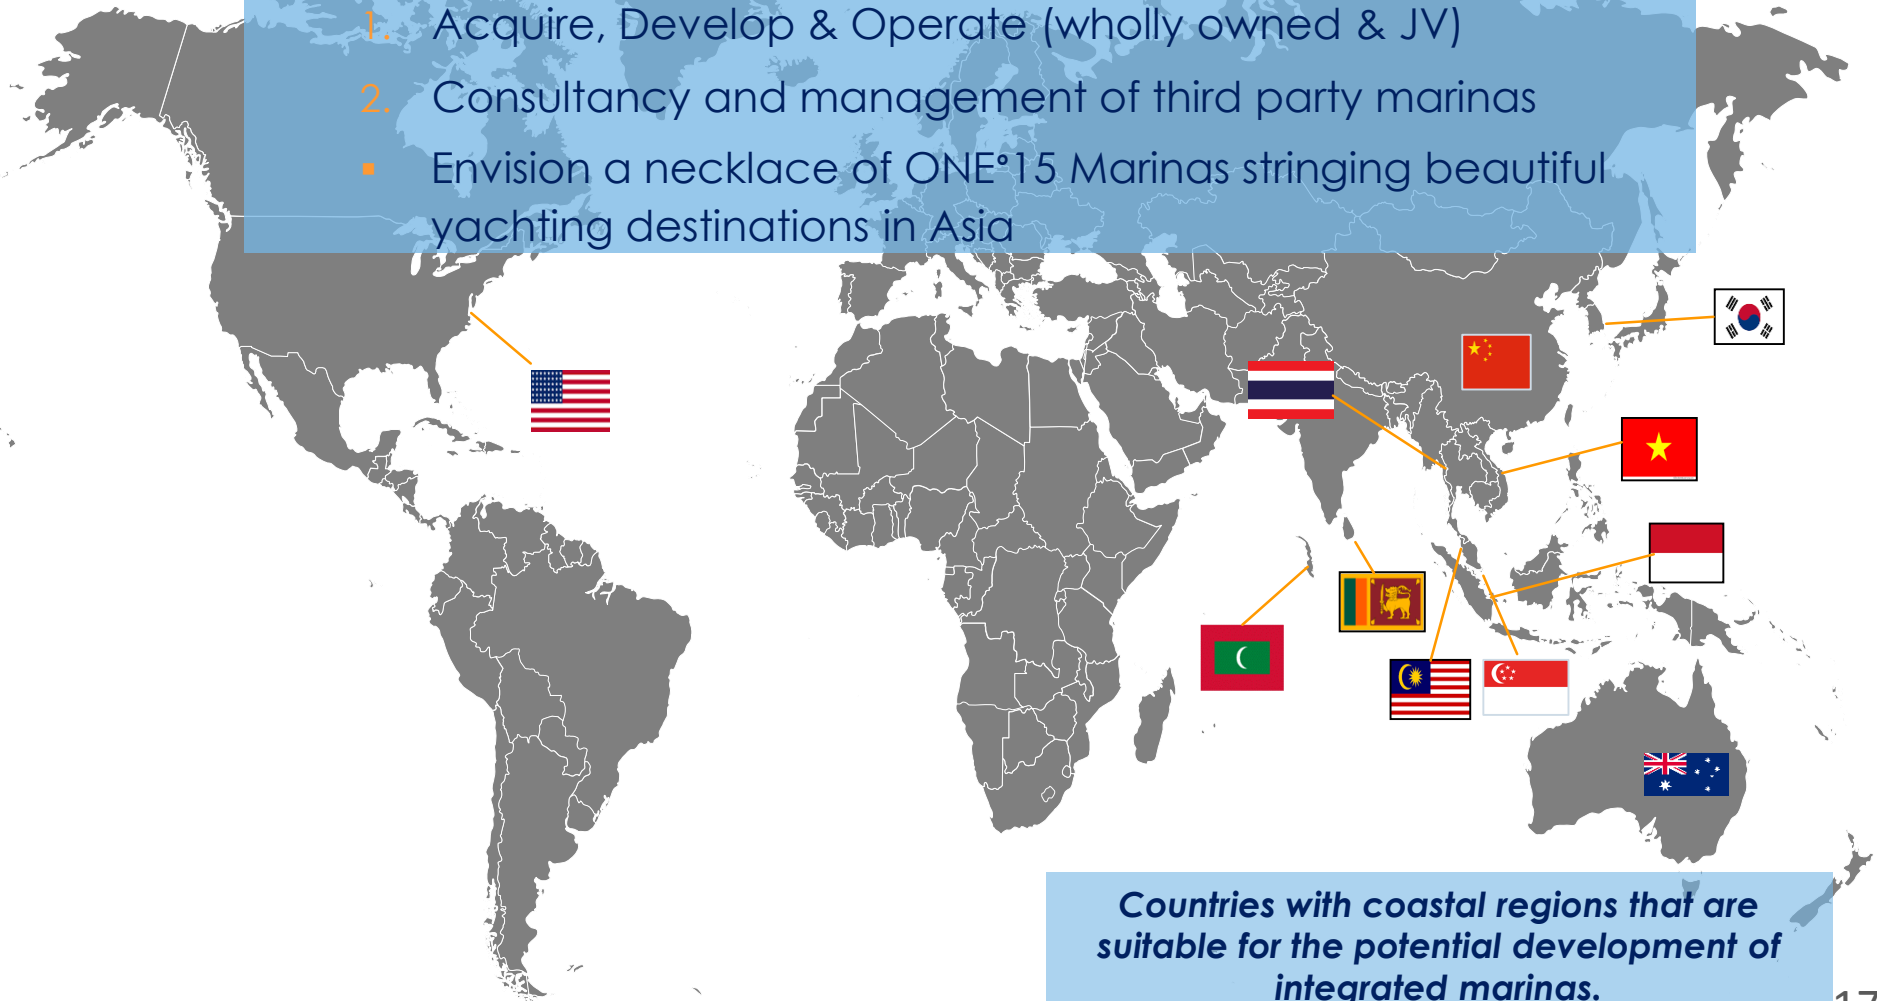 1. Acquire, Develop & Operate (wholly owned & JV)
2. Consultancy and management of third party marinas
▪ Envision a necklace of ONE°15 Marinas stringing beautiful
yachting destinations in Asia
Countries with coastal regions that are
suitable for the potential development of
integrated marinas.
17